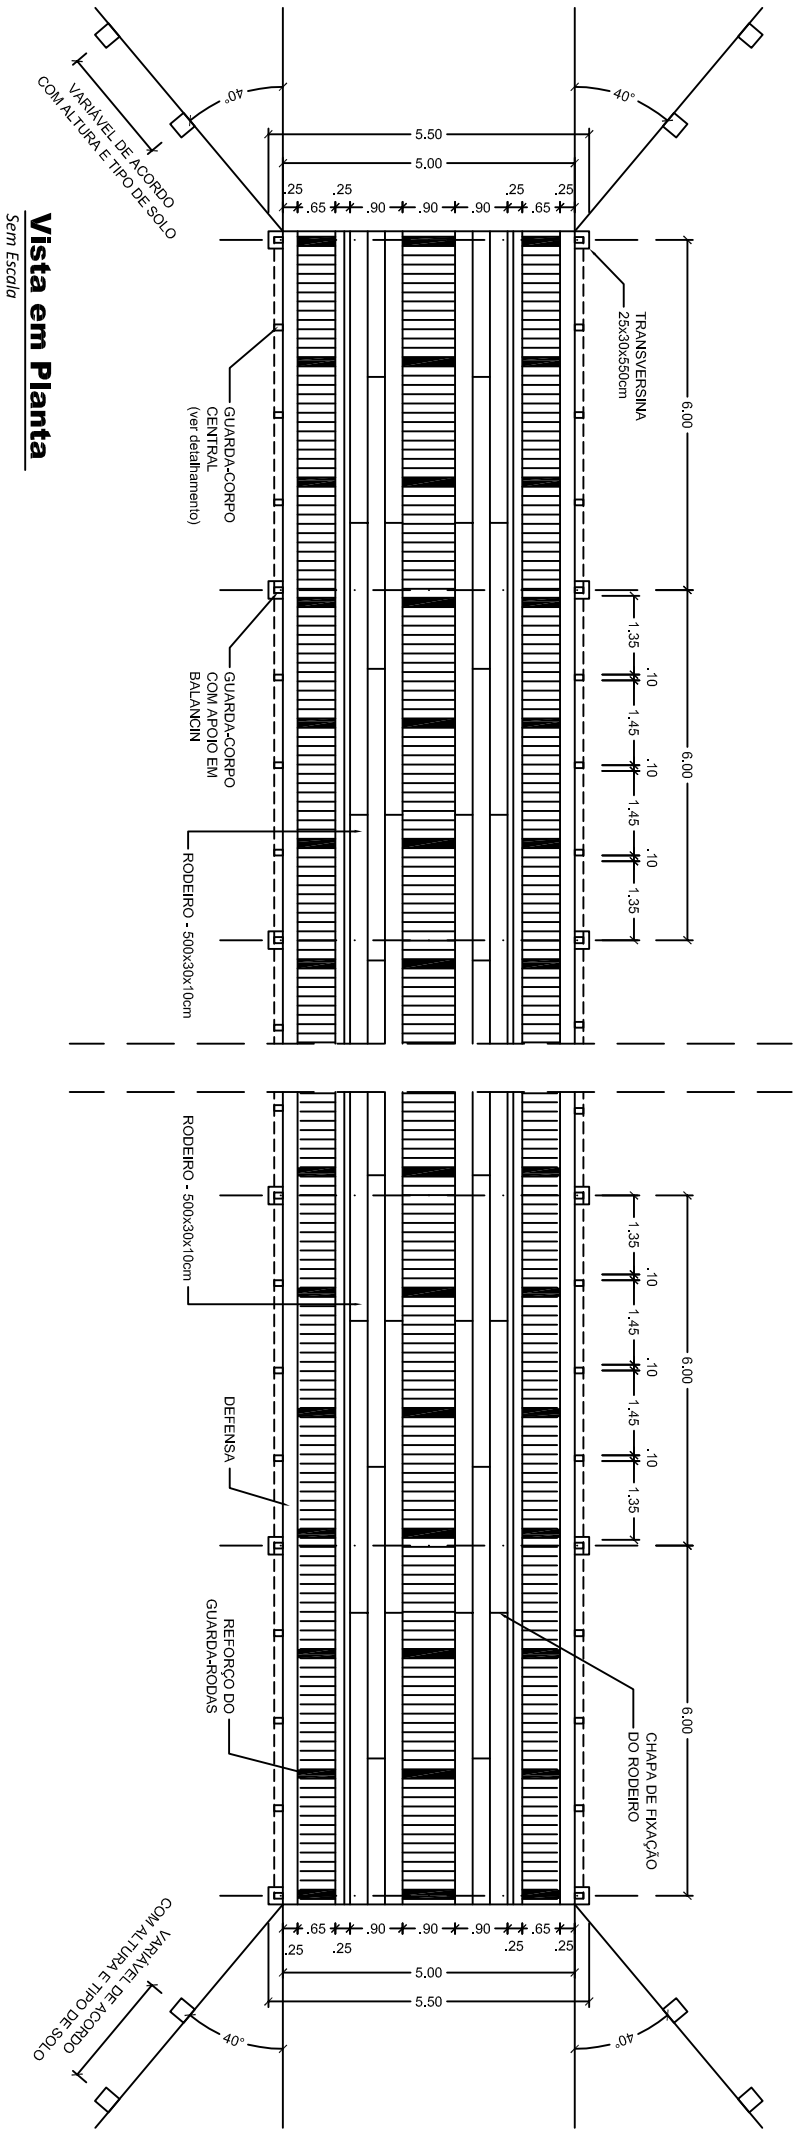 40°
40°
VARIÁVEL DE ACORDO
COM ALTURA E TIPO DE SOLO
5.50
5.00
.25
.65
.25
.90
.90
.90
.25
.65
.25
Vista em Planta
Sem Escala
TRANSVERSINA
25x30x550cm
6.00
GUARDA-CORPO
CENTRAL
(ver detalhamento)
GUARDA-CORPO
COM APOIO EM
BALANCIN
1.35
.10
1.45
.10
1.45
.10
1.35
6.00
RODEIRO - 500x30x10cm
RODEIRO - 500x30x10cm
1.35
.10
1.45
.10
1.45
.10
1.35
6.00
DEFENSA
REFORÇO DO
GUARDA-RODAS
CHAPA DE FIXAÇÃO
DO RODEIRO
6.00
.25
.65
.25
.90
.90
.90
.25
.65
.25
5.00
5.50
VARIÁVEL DE ACORDO
COM ALTURA E TIPO DE SOLO
40°
40°